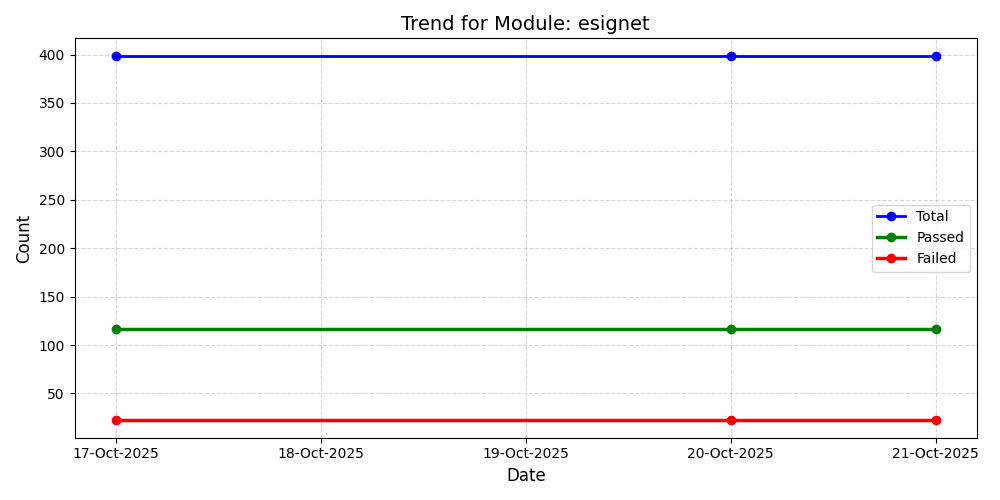 Trend for Module: esignet
Count
400
350
300
250
200
150
100
50
Total
Passed
Failed
17-Oct-2025
18-Oct-2025
19-Oct-2025
20-Oct-2025
21-Oct-2025
Date